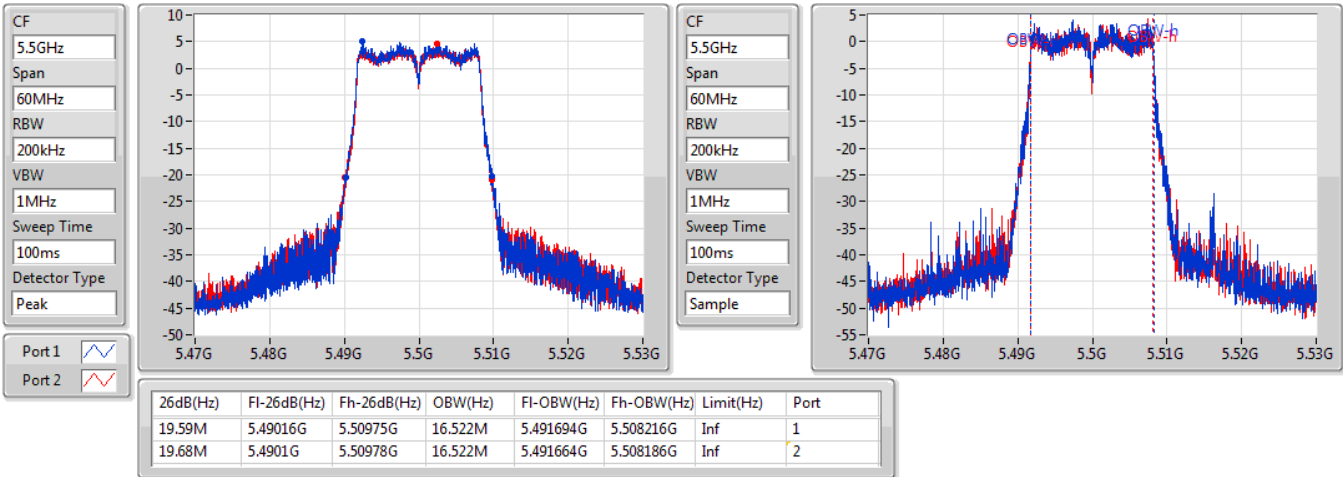 CF
5.5GHz
Span
60MHz
RBW
200kHz
VBW
1MHz
Sweep Time
100ms
Detector Type
Peak
Port 1
Port 2
10
5
0
-5
-10
-15
-20
-25
-30
-35
-40
-45
-50
5.47G 5.48G 5.49G 5.5G 5.51G 5.52G 5.53G
CF
5.5GHz
Span
60MHz
RBW
200kHz
VBW
1MHz
Sweep Time
100ms
Detector Type
Sample
5
0
-5
-10
-15
-20
-25
-30
-35
-40
-45
-50
-55
5.47G 5.48G 5.49G 5.5G 5.51G 5.52G 5.53G
26dB(Hz) Fl-26dB(Hz) Fh-26dB(Hz) OBW(Hz) Fl-OBW(Hz) Fh-OBW(Hz) Limit(Hz) Port
19.59M 5.49016G 5.50975G 16.522M 5.491694G 5.508216G Inf 1
19.68M 5.4901G 5.50978G 16.522M 5.491664G 5.508186G Inf 2